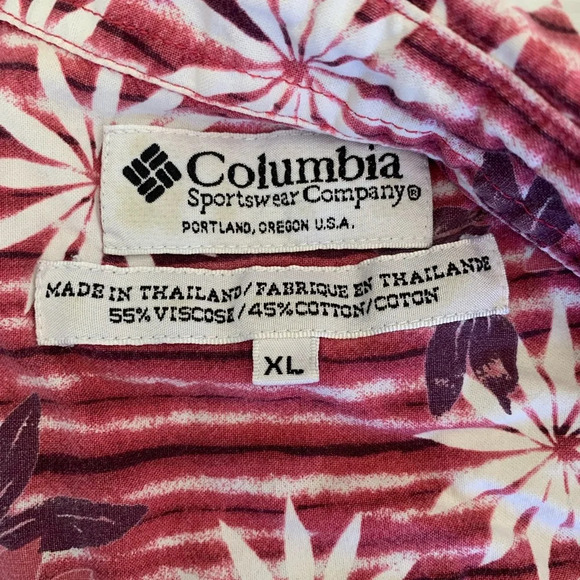 Columbia
Sportswear Company®
PORTLAND, OREGON U.S.A.
MADE IN THAILAND/FABRIQUE EN THAILANDE
55% VISCOSE/45% COTTON/COTON
XL